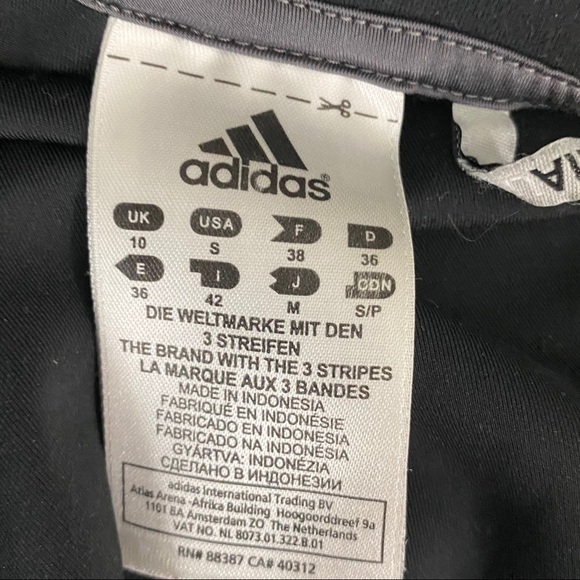 adidas®
UK USA F D
10 S 38 36
E I J CDN
36 42 M S/P
DIE WELTMARKE MIT DEN
3 STREIFEN
THE BRAND WITH THE 3 STRIPES
LA MARQUE AUX 3 BANDES
MADE IN INDONESIA
FABRIQUÉ EN INDONÉSIE
FABRICADO EN INDONESIA
FABRICADO NA INDONÉSIA
GYÁRTVA: INDONÉZIA
СДЕЛАНО В ИНДОНЕЗИИ
adidas International Trading BV
Atlas Arena -Afrika Building Hoogoorddreef 9a
1101 BA Amsterdam ZO The Netherlands
VAT NO. NL 8073.01.322.B.01
RN# 88387 CA# 40312